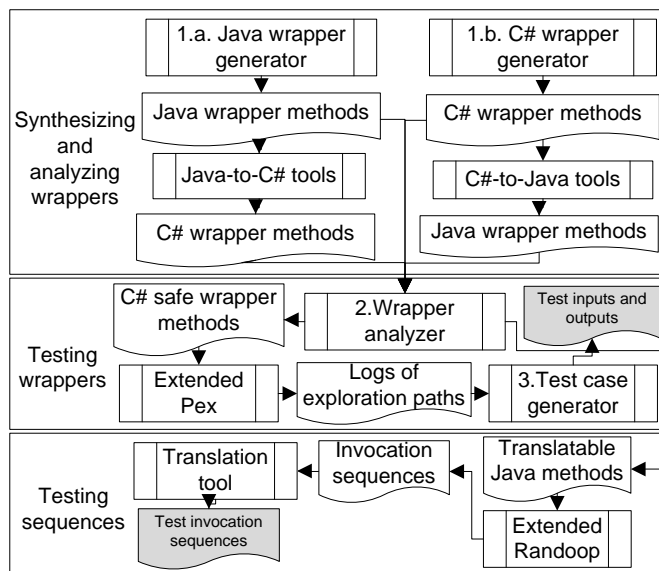 1.a. Java wrapper
generator
1.b. C# wrapper
generator
Synthesizing
and
analyzing
wrappers
Java wrapper methods
C# wrapper methods
Java-to-C# tools
C#-to-Java tools
C# wrapper methods
Java wrapper methods
Testing
wrappers
C# safe wrapper
methods
2.Wrapper
analyzer
Test inputs and
outputs
Extended
Pex
Logs of
exploration paths
3.Test case
generator
Testing
sequences
Translation
tool
Invocation
sequences
Translatable
Java methods
Test invocation
sequences
Extended
Randoop